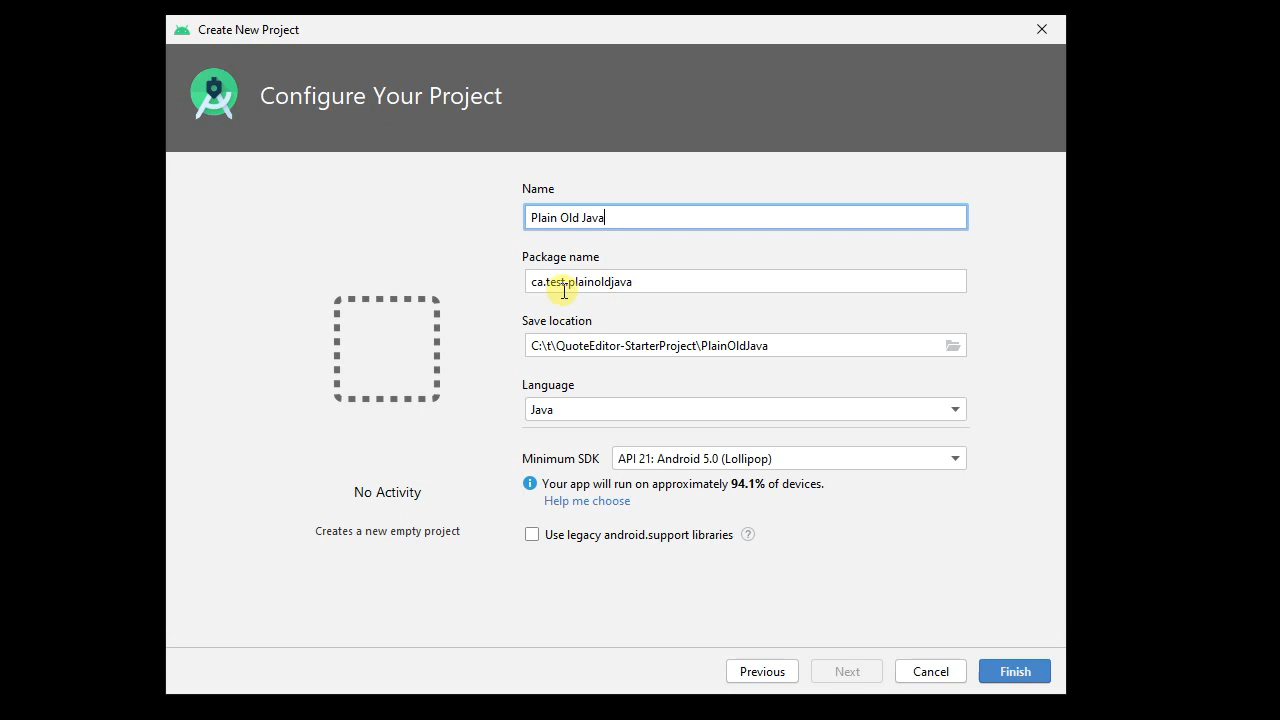 Create New Project
Configure Your Project
Name
Plain Old Java
Package name
ca.test.plainoldjava
Save location
C:\t\QuoteEditor-StarterProject\PlainOldJava
Language
Java
Minimum SDK API 21: Android 5.0 (Lollipop)
Your app will run on approximately 94.1% of devices.
Help me choose
Use legacy android.support libraries ?
No Activity
Creates a new empty project
Previous Next Cancel Finish